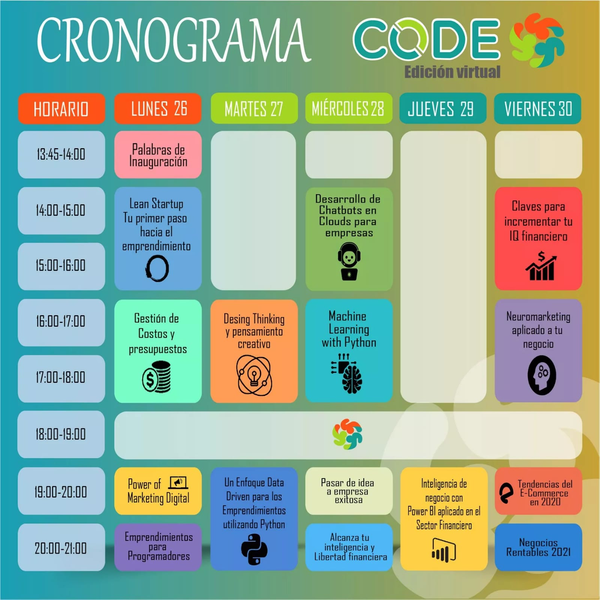 CRONOGRAMA
CODE
Edición virtual
HORARIO
LUNES 26
MARTES 27
MIÉRCOLES 28
JUEVES 29
VIERNES 30
13:45-14:00
Palabras de
Inauguración
14:00-15:00
Lean Startup
Tu primer paso
hacia el
emprendimiento
Desarrollo de
Chatbots en
Clouds para
empresas
Claves para
incrementar tu
IQ financiero
15:00-16:00
16:00-17:00
Gestión de
Costos y
presupuestos
Desing Thinking
y pensamiento
creativo
Machine
Learning
with Python
Neuromarketing
aplicado a tu
negocio
17:00-18:00
18:00-19:00
19:00-20:00
Power of
Marketing Digital
Un Enfoque Data
Driven para los
Emprendimientos
utilizando Python
Pasar de idea
a empresa
exitosa
Inteligencia de
negocio con
Power BI aplicado en el
Sector Financiero
Tendencias del
E-Commerce
en 2020
20:00-21:00
Emprendimientos
para
Programadores
Alcanza tu
inteligencia y
Libertad financiera
Negocios
Rentables 2021